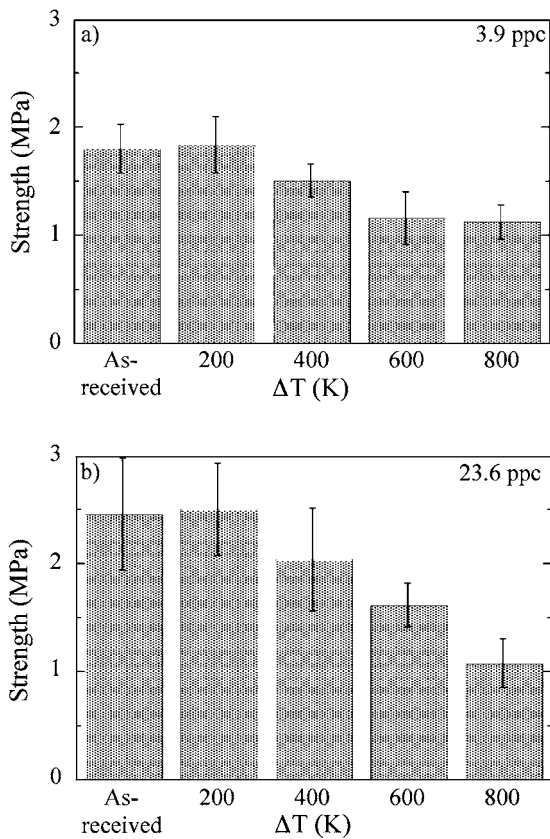 a)
3.9 ppc
3
2
1
0
Strength (MPa)
As-
received
200
400
600
800
ΔT (K)
b)
23.6 ppc
3
2
1
0
Strength (MPa)
As-
received
200
400
600
800
ΔT (K)